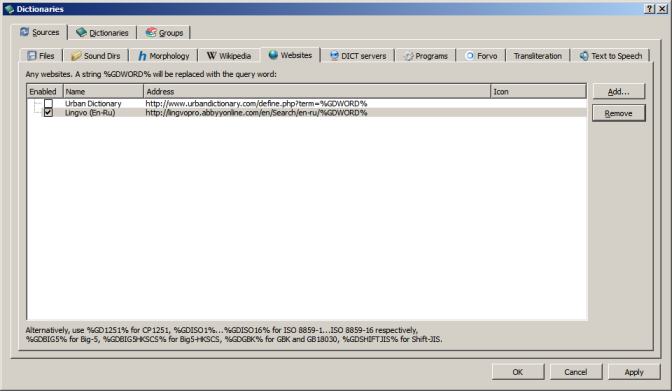 Dictionaries
Sources Dictionaries Groups
Files Sound Dirs Morphology Wikipedia Websites DICT servers Programs Forvo Transliteration Text to Speech
Any websites. A string %GDWORD% will be replaced with the query word:
Enabled Name Address Icon
Urban Dictionary http://www.urbandictionary.com/define.php?term=%GDWORD%
Lingvo (En-Ru) http://lingvopro.abbyyonline.com/en/Search/en-ru/%GDWORD%
Add...
Remove
Alternatively, use %GD1251% for CP1251, %GDISO1%...%GDISO16% for ISO 8859-1...ISO 8859-16 respectively,
%GDBIG5% for Big-5, %GDBIG5HKSCS% for Big5-HKSCS, %GDGBK% for GBK and GB18030, %GDSHIFTJIS% for Shift-JIS.
OK Cancel Apply